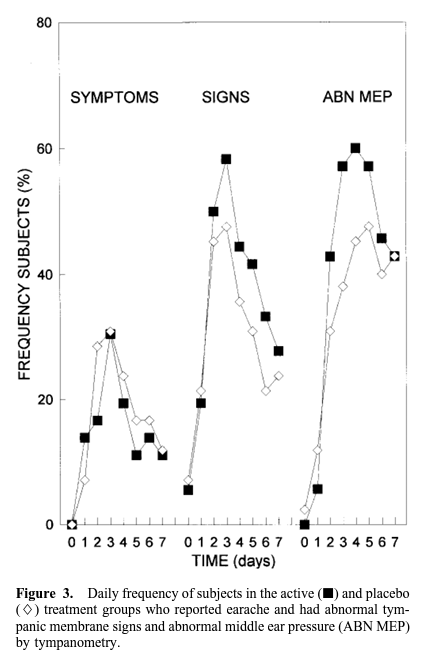 80
SYMPTOMS SIGNS ABN MEP
60
FREQUENCY SUBJECTS (%)
40
20
0
0 1 2 3 4 5 6 7 0 1 2 3 4 5 6 7 0 1 2 3 4 5 6 7
TIME (days)
Figure 3. Daily frequency of subjects in the active (■) and placebo
(◇) treatment groups who reported earache and had abnormal tym-
panic membrane signs and abnormal middle ear pressure (ABN MEP)
by tympanometry.